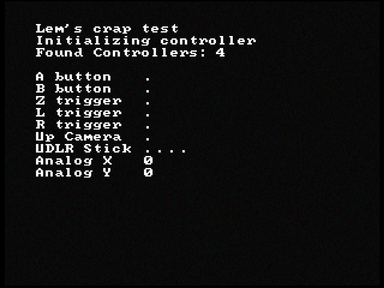 Lem's crap test
Initializing controller
Found Controllers: 4
A button .
B button .
Z trigger .
L trigger .
R trigger .
Up Camera .
UDLR Stick ....
Analog X 0
Analog Y 0